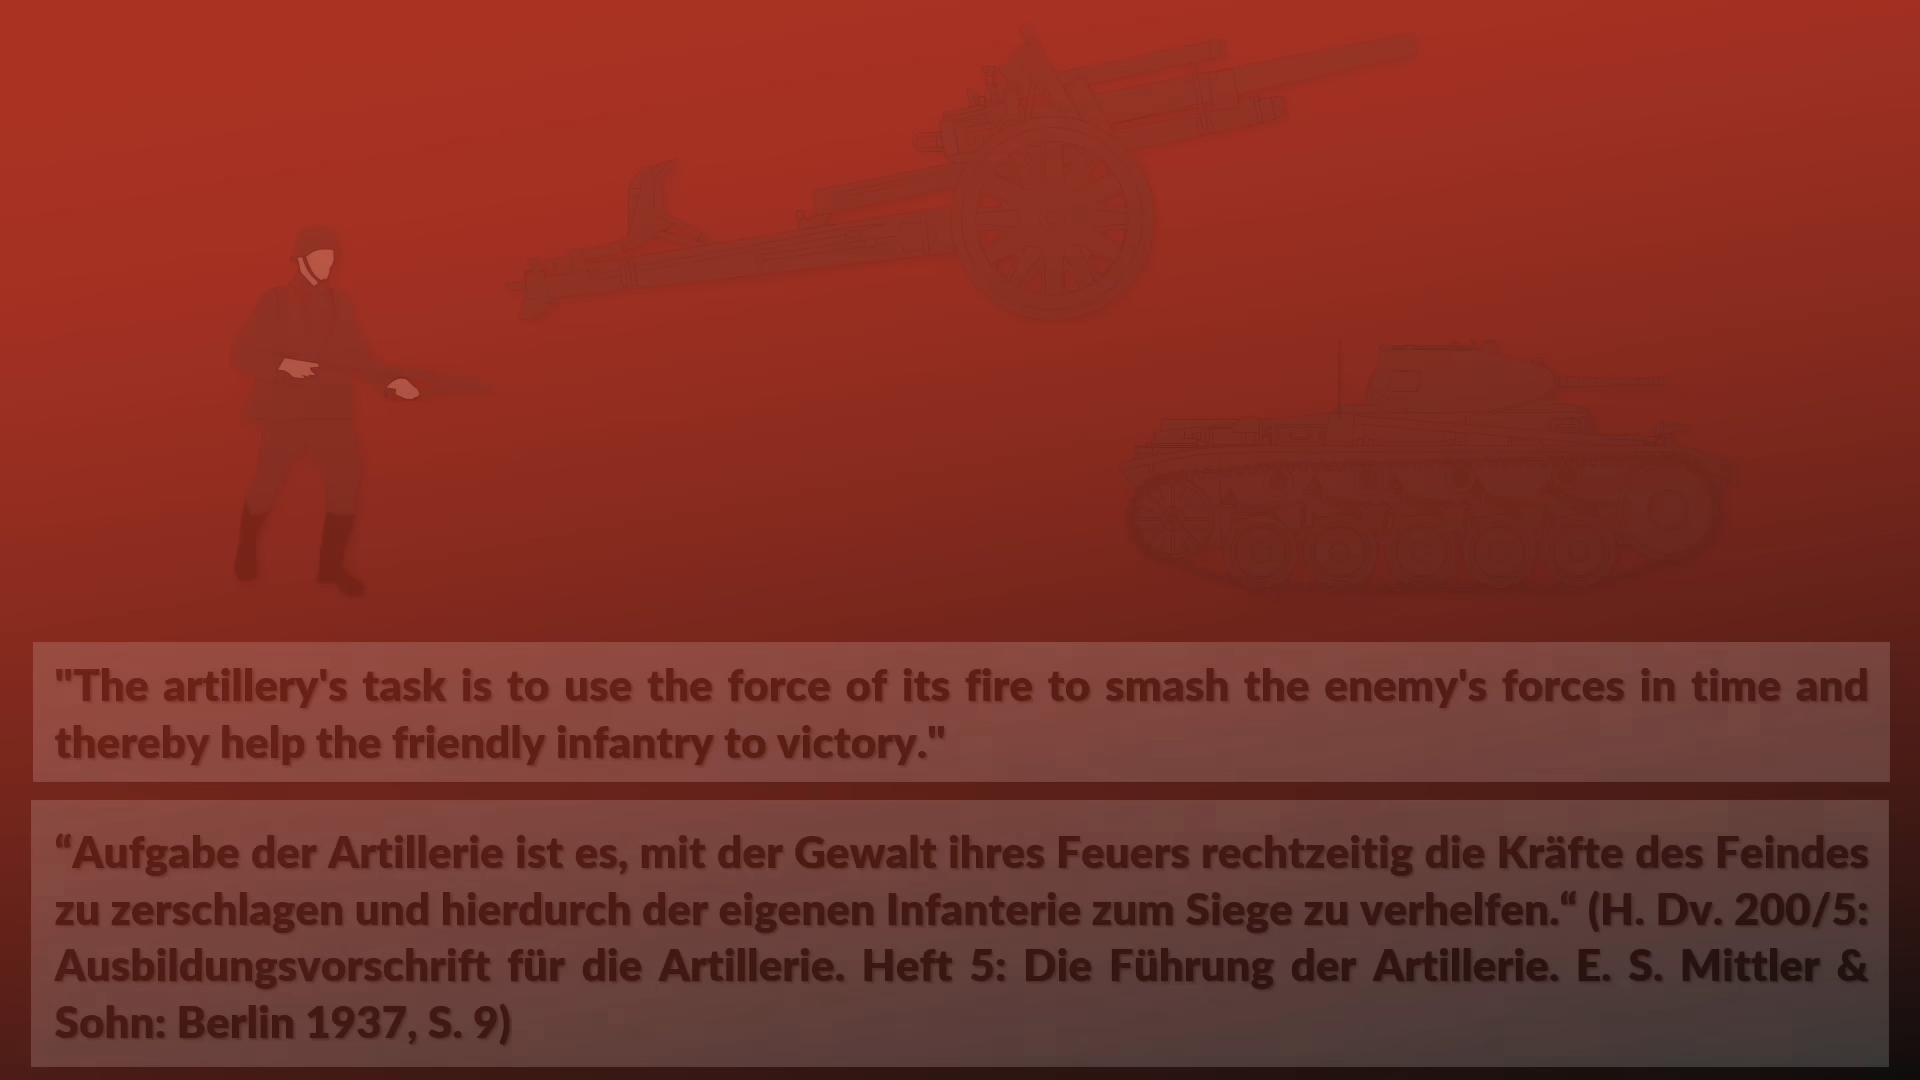 "The artillery's task is to use the force of its fire to smash the enemy's forces in time and
thereby help the friendly infantry to victory."
“Aufgabe der Artillerie ist es, mit der Gewalt ihres Feuers rechtzeitig die Kräfte des Feindes
zu zerschlagen und hierdurch der eigenen Infanterie zum Siege zu verhelfen.“ (H. Dv. 200/5:
Ausbildungsvorschrift für die Artillerie. Heft 5: Die Führung der Artillerie. E. S. Mittler &
Sohn: Berlin 1937, S. 9)